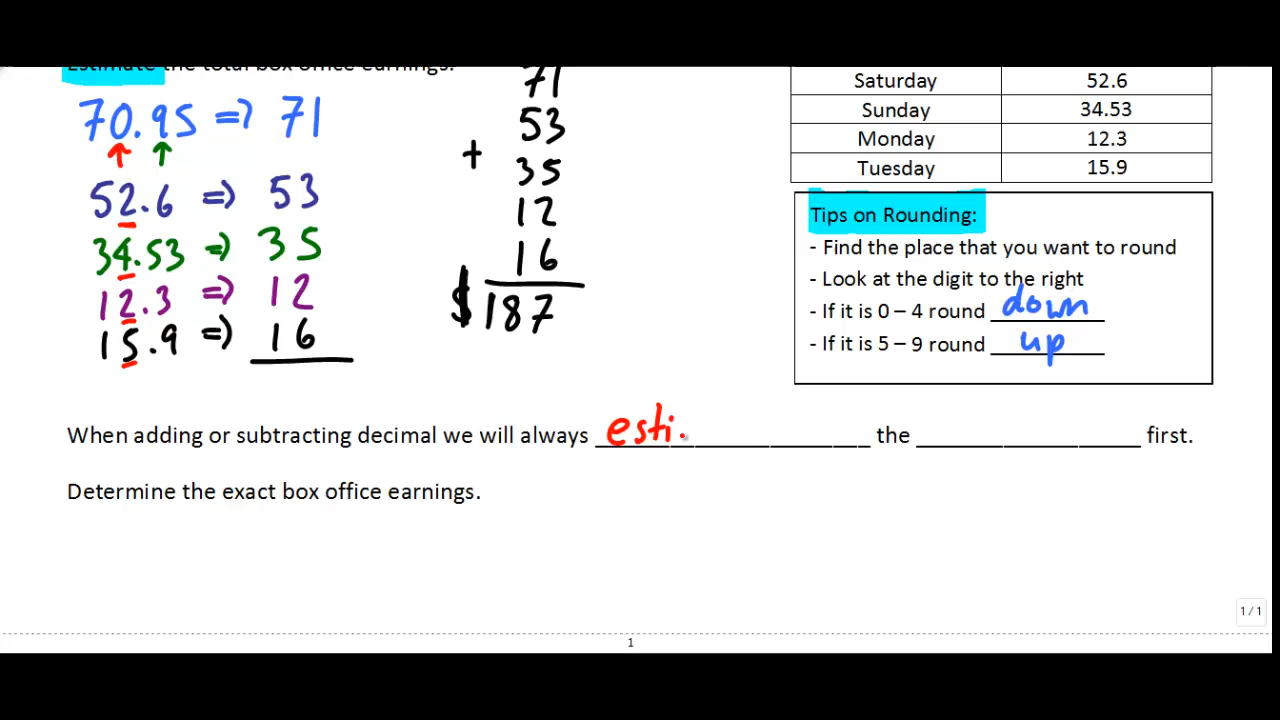 Estimate the total box office earnings.
70.95 => 71
52.6 => 53
34.53 => 35
12.3 => 12
15.9 => 16
71
53
+ 35
12
16
$187
Saturday 52.6
Sunday 34.53
Monday 12.3
Tuesday 15.9
Tips on Rounding:
- Find the place that you want to round
- Look at the digit to the right
- If it is 0 – 4 round down
- If it is 5 – 9 round up
When adding or subtracting decimal we will always esti. the ____ first.
Determine the exact box office earnings.
1/1
1